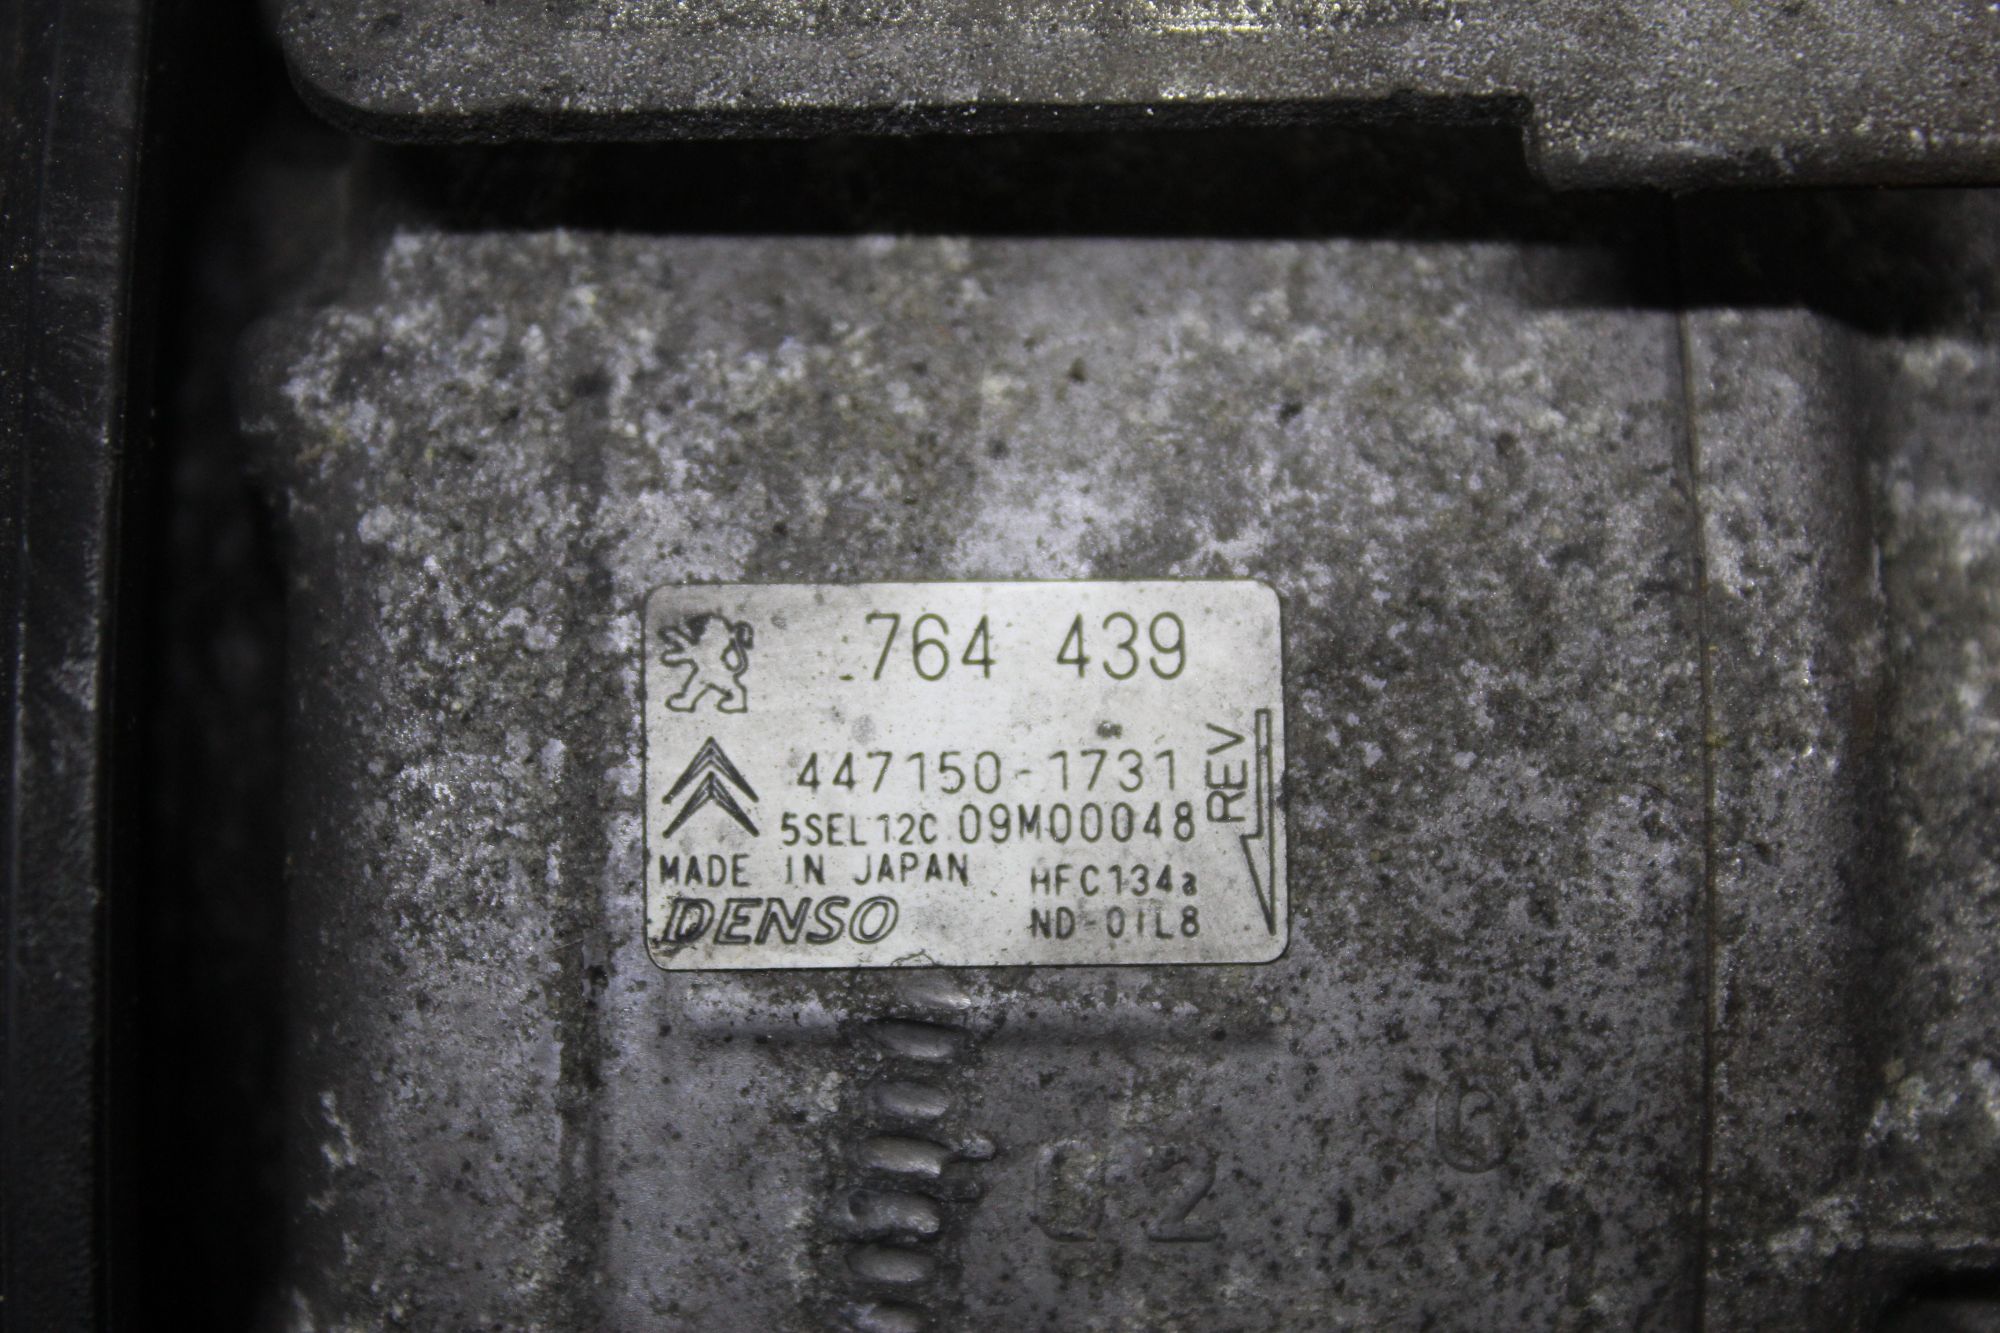 764 439
447150-1731
5SEL12C 09M00048
REV
MADE IN JAPAN HFC134a
DENSO ND-OIL8
G